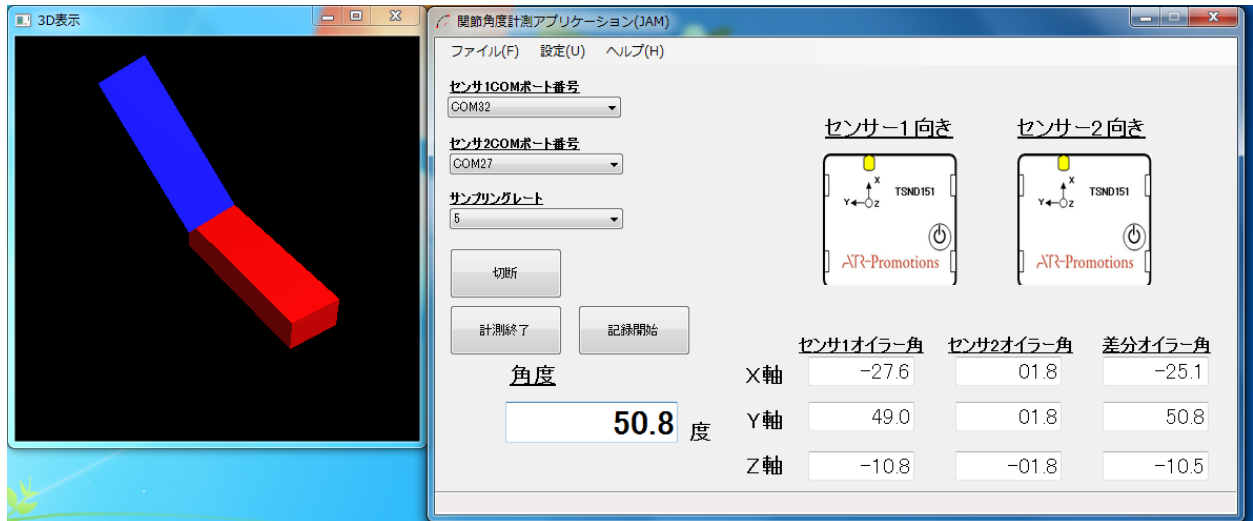 3D表示
関節角度計測アプリケーション(JAM)
ファイル(F) 設定(U) ヘルプ(H)
センサ1COMポート番号
COM32
センサ2COMポート番号
COM27
サンプリングレート
5
切断
計測終了
記録開始
角度
50.8 度
センサー1向き
センサー2向き
X
Y Z
TSND151
ATR-Promotions
X
Y Z
TSND151
ATR-Promotions
センサ1オイラー角 センサ2オイラー角 差分オイラー角
X軸 -27.6 01.8 -25.1
Y軸 49.0 01.8 50.8
Z軸 -10.8 -01.8 -10.5